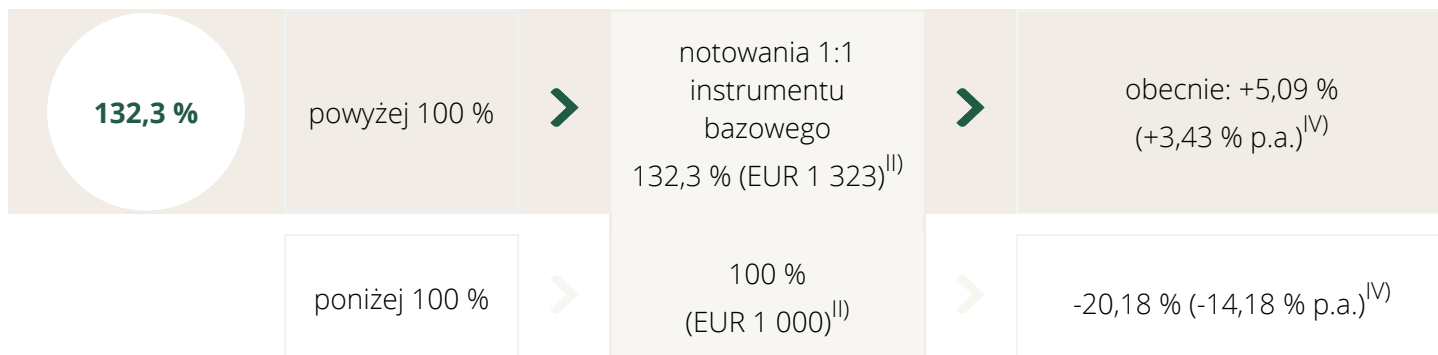 132,3 %
powyżej 100 %
notowania 1:1
instrumentu
bazowego
132,3 % (EUR 1 323)II)
obecnie: +5,09 %
(+3,43 % p.a.)IV)
poniżej 100 %
100 %
(EUR 1 000)II)
-20,18 % (-14,18 % p.a.)IV)